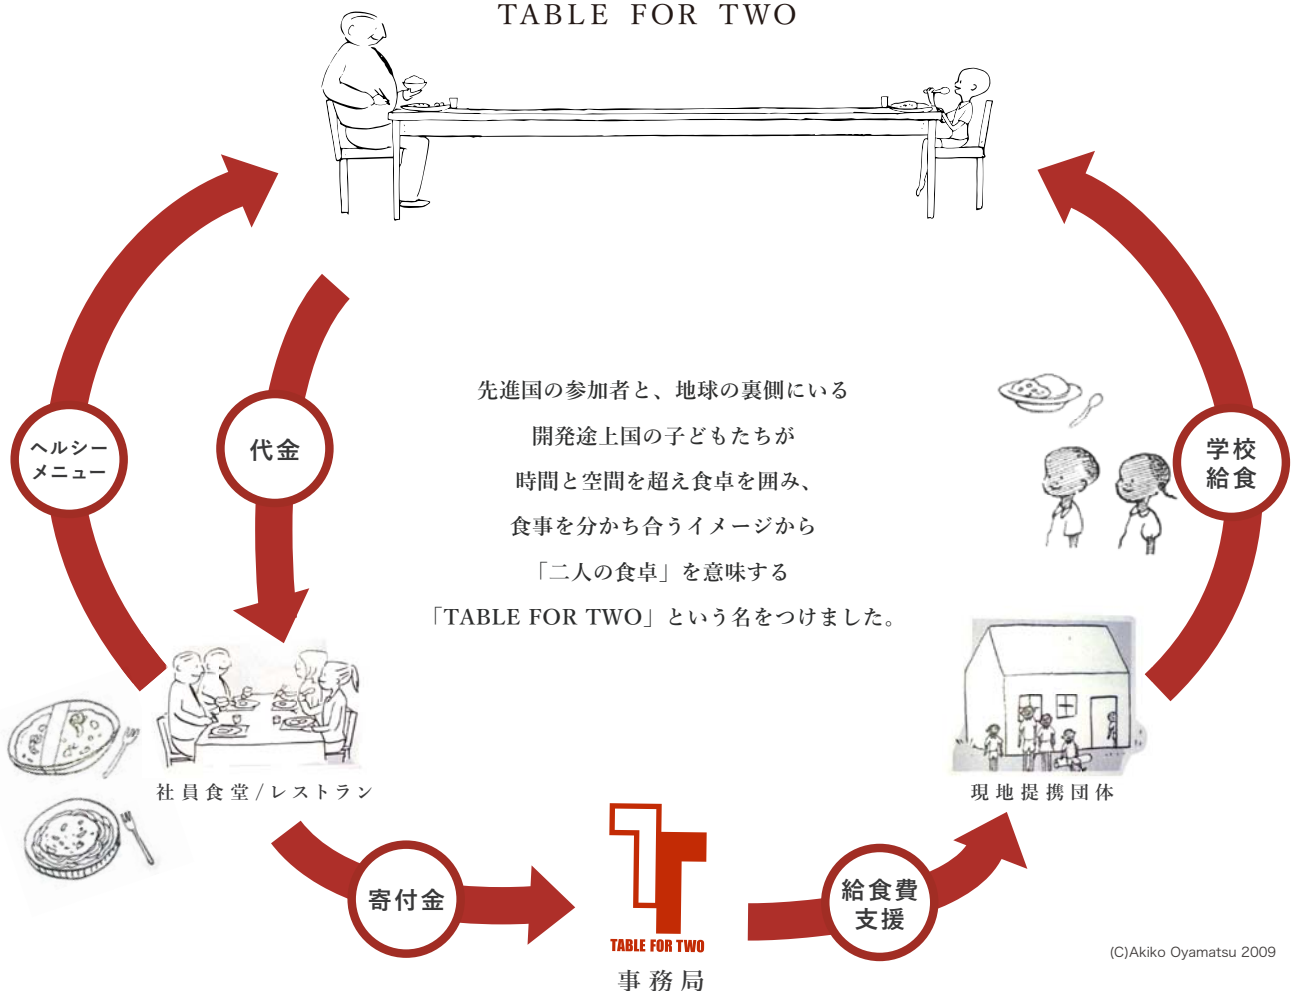 TABLE FOR TWO
ヘルシー
メニュー
代金
先進国の参加者と、地球の裏側にいる
開発途上国の子どもたちが
時間と空間を超え食卓を囲み、
食事を分かち合うイメージから
「二人の食卓」を意味する
「TABLE FOR TWO」という名をつけました。
学校
給食
社員食堂/レストラン
現地提携団体
寄付金
TABLE FOR TWO
事務局
給食費
支援
(C)Akiko Oyamatsu 2009